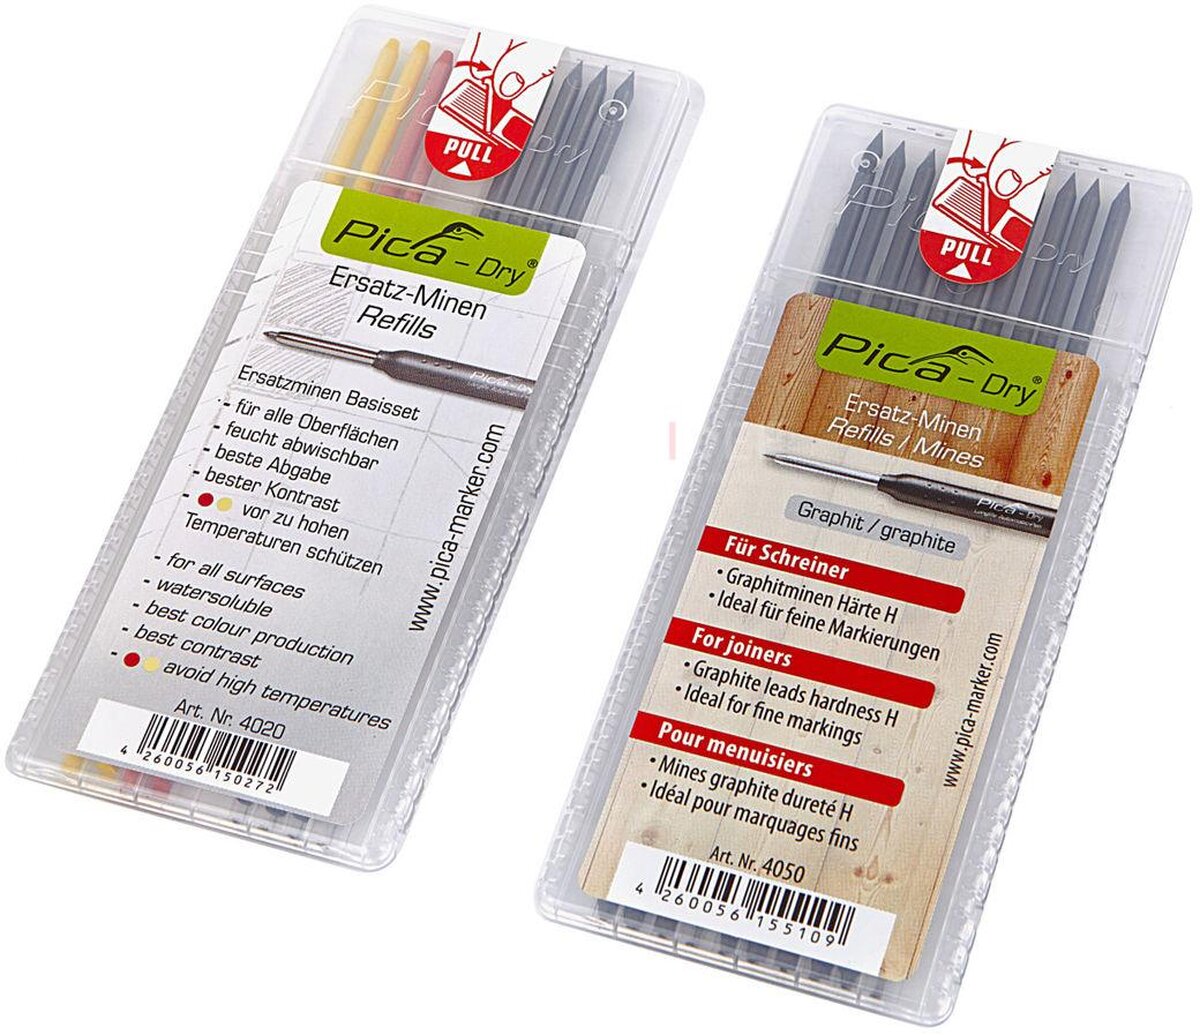 PULL
Pica-Dry®
Ersatz-Minen
Refills
Pica-Dry
Ersatzminen Basisset
- für alle Oberflächen
- feucht abwischbar
- beste Abgabe
- bester Kontrast
- vor zu hohen
Temperaturen schützen
- for all surfaces
- watersoluble
- best colour production
- best contrast
- avoid high temperatures
www.pica-marker.com
Art. Nr. 4020
4 260056 150272
PULL
Pica-Dry®
Ersatz-Minen
Refills / Mines
Pica-Dry
Graphit / graphite
Für Schreiner
• Graphitminen Härte H
• Ideal für feine Markierungen
For joiners
• Graphite leads hardness H
• Ideal for fine markings
Pour menuisiers
• Mines graphite dureté H
• Idéal pour marquages fins
www.pica-marker.com
Art. Nr. 4050
4 260056 155109